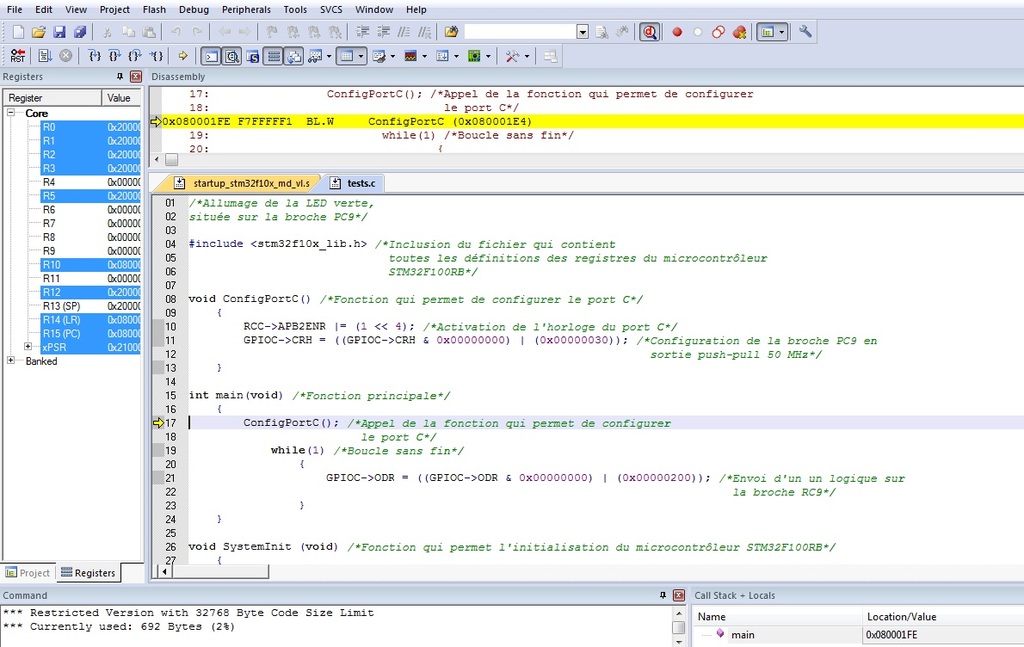 File Edit View Project Flash Debug Peripherals Tools SVCS Window Help
Registers
Register Value
Core
R0 0x20000
R1 0x20000
R2 0x20000
R3 0x20000
R4 0x00000
R5 0x20000
R6 0x00000
R7 0x00000
R8 0x00000
R9 0x00000
R10 0x08000
R11 0x00000
R12 0x20000
R13 (SP) 0x20000
R14 (LR) 0x08000
R15 (PC) 0x08000
xPSR 0x21000
Banked
Project Registers
Disassembly
17: ConfigPortC(); /*Appel de la fonction qui permet de configurer
18: le port C*/
0x080001FE F7FFFFF1 BL.W ConfigPortC (0x080001E4)
19: while(1) /*Boucle sans fin*/
20: {
startup_stm32f10x_md_vl.s tests.c
01 /*Allumage de la LED verte,
02 située sur la broche PC9*/
03
04 #include <stm32f10x_lib.h> /*Inclusion du fichier qui contient
05 toutes les définitions des registres du microcontrôleur
06 STM32F100RB*/
07
08 void ConfigPortC() /*Fonction qui permet de configurer le port C*/
09 {
10 RCC->APB2ENR |= (1 << 4); /*Activation de l'horloge du port C*/
11 GPIOC->CRH = ((GPIOC->CRH & 0x00000000) | (0x00000030)); /*Configuration de la broche PC9 en
12 sortie push-pull 50 MHz*/
13 }
14
15 int main(void) /*Fonction principale*/
16 {
17 ConfigPortC(); /*Appel de la fonction qui permet de configurer
18 le port C*/
19 while(1) /*Boucle sans fin*/
20 {
21 GPIOC->ODR = ((GPIOC->ODR & 0x00000000) | (0x00000200)); /*Envoi d'un un logique sur
22 la broche RC9*/
23 }
24 }
25
26 void SystemInit (void) /*Fonction qui permet l'initialisation du microcontrôleur STM32F100RB*/
27 {
Command
*** Restricted Version with 32768 Byte Code Size Limit
*** Currently used: 692 Bytes (2%)
Call Stack + Locals
Name Location/Value
main 0x080001FE